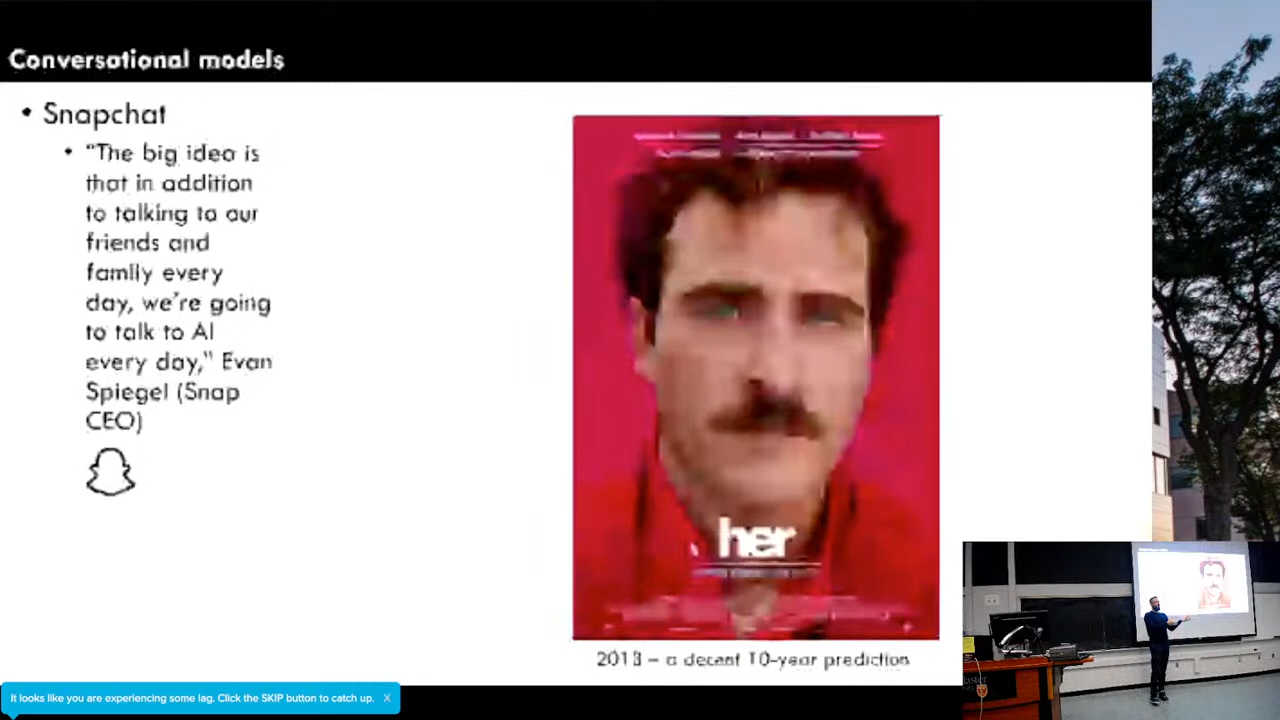 Conversational models
• Snapchat
• "The big idea is
that in addition
to talking to our
friends and
family every
day, we're going
to talk to AI
every day," Evan
Spiegel (Snap
CEO)
her
2013 – a decent 10-year prediction
It looks like you are experiencing some lag. Click the SKIP button to catch up. X